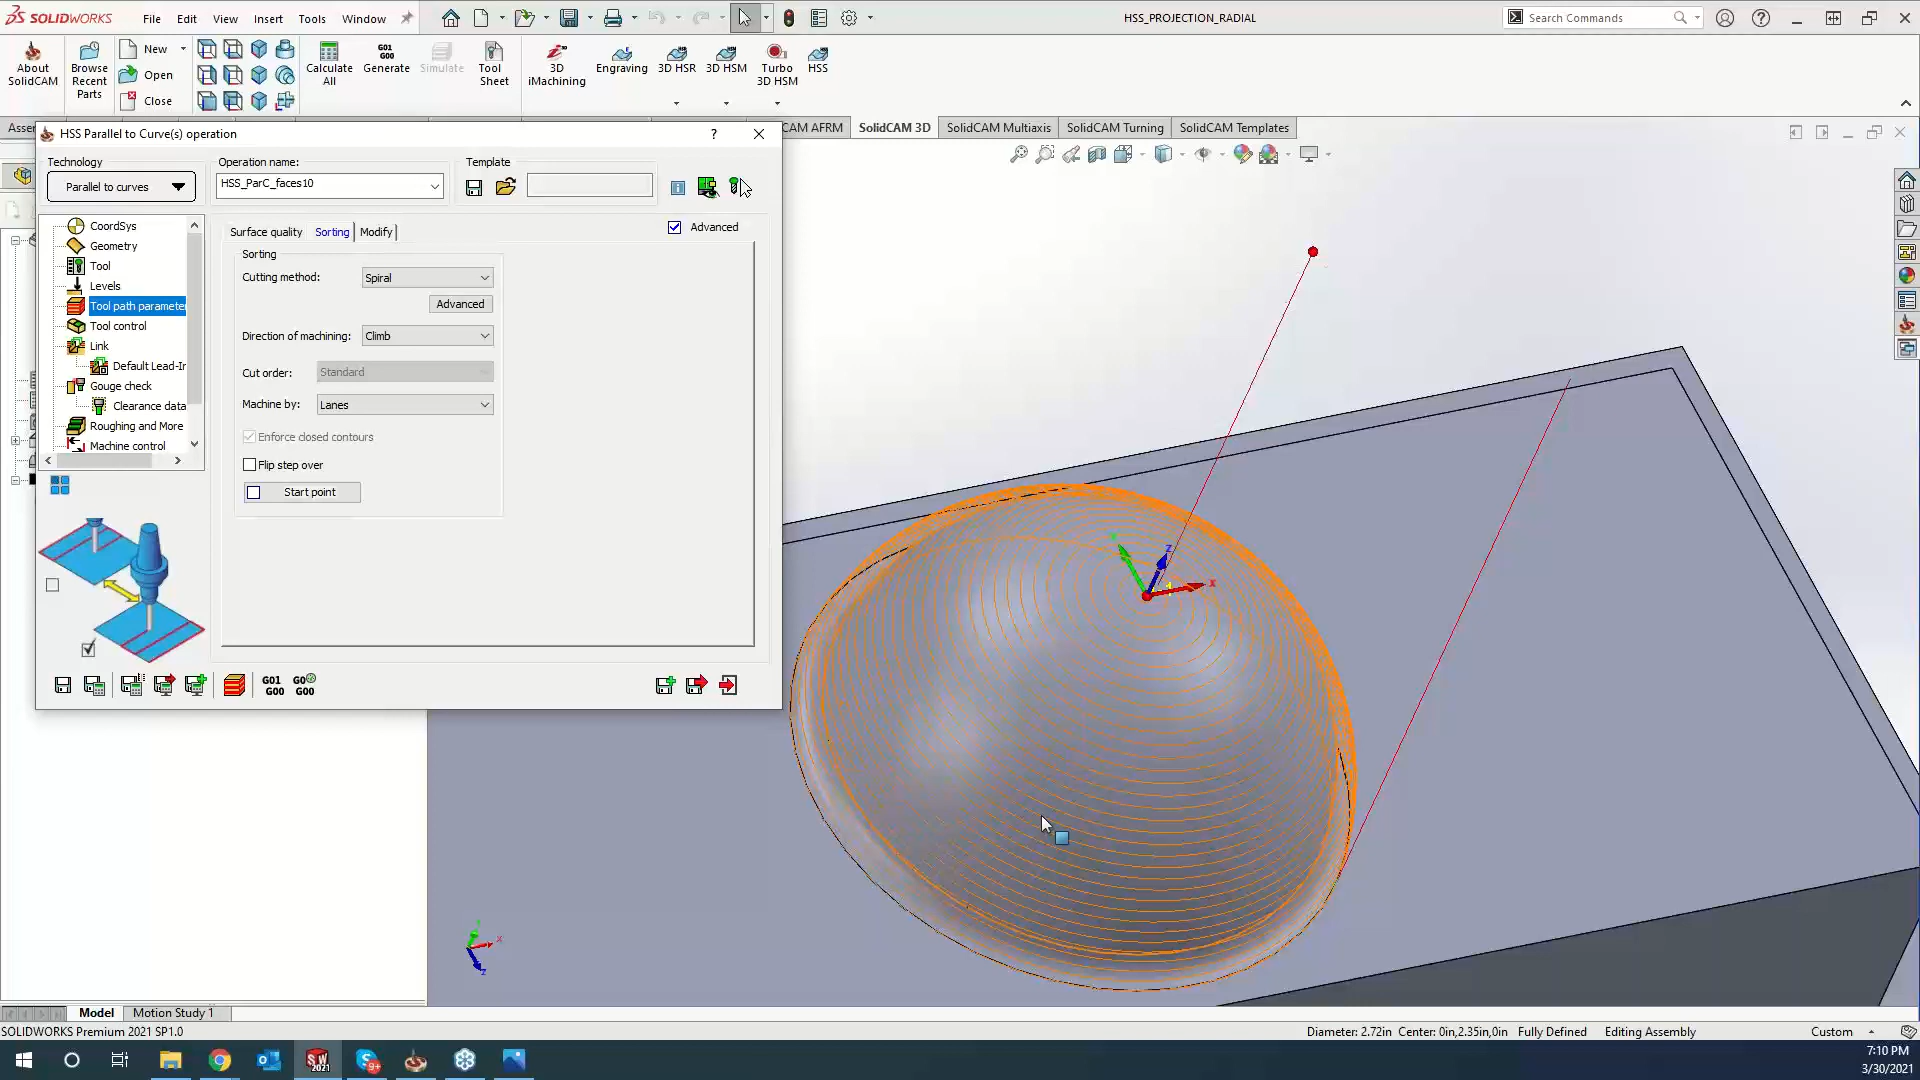 SOLIDWORKS File Edit View Insert Tools Window
HSS_PROJECTION_RADIAL
Search Commands
About SolidCAM
Browse Recent Parts
New
Open
Close
Calculate All
G01 G00
Generate
Simulate
Tool Sheet
3D iMachining
Engraving
3D HSR
3D HSM
Turbo 3D HSM
HSS
Asse
CAM AFRM
SolidCAM 3D
SolidCAM Multiaxis
SolidCAM Turning
SolidCAM Templates
HSS Parallel to Curve(s) operation
?
Technology
Parallel to curves
Operation name:
HSS_ParC_faces10
Template
CoordSys
Geometry
Tool
Levels
Tool path parameter
Tool control
Link
Default Lead-Ir
Gouge check
Clearance data
Roughing and More
Machine control
Surface quality Sorting Modify
Advanced
Sorting
Cutting method: Spiral
Advanced
Direction of machining: Climb
Cut order: Standard
Machine by: Lanes
Enforce closed contours
Flip step over
Start point
G01 G00
G0 G00
Z
X
X
Z
Model Motion Study 1
SOLIDWORKS Premium 2021 SP1.0
Diameter: 2.72in Center: 0in,2.35in,0in Fully Defined Editing Assembly Custom
SW 2021
9+
7:10 PM
3/30/2021